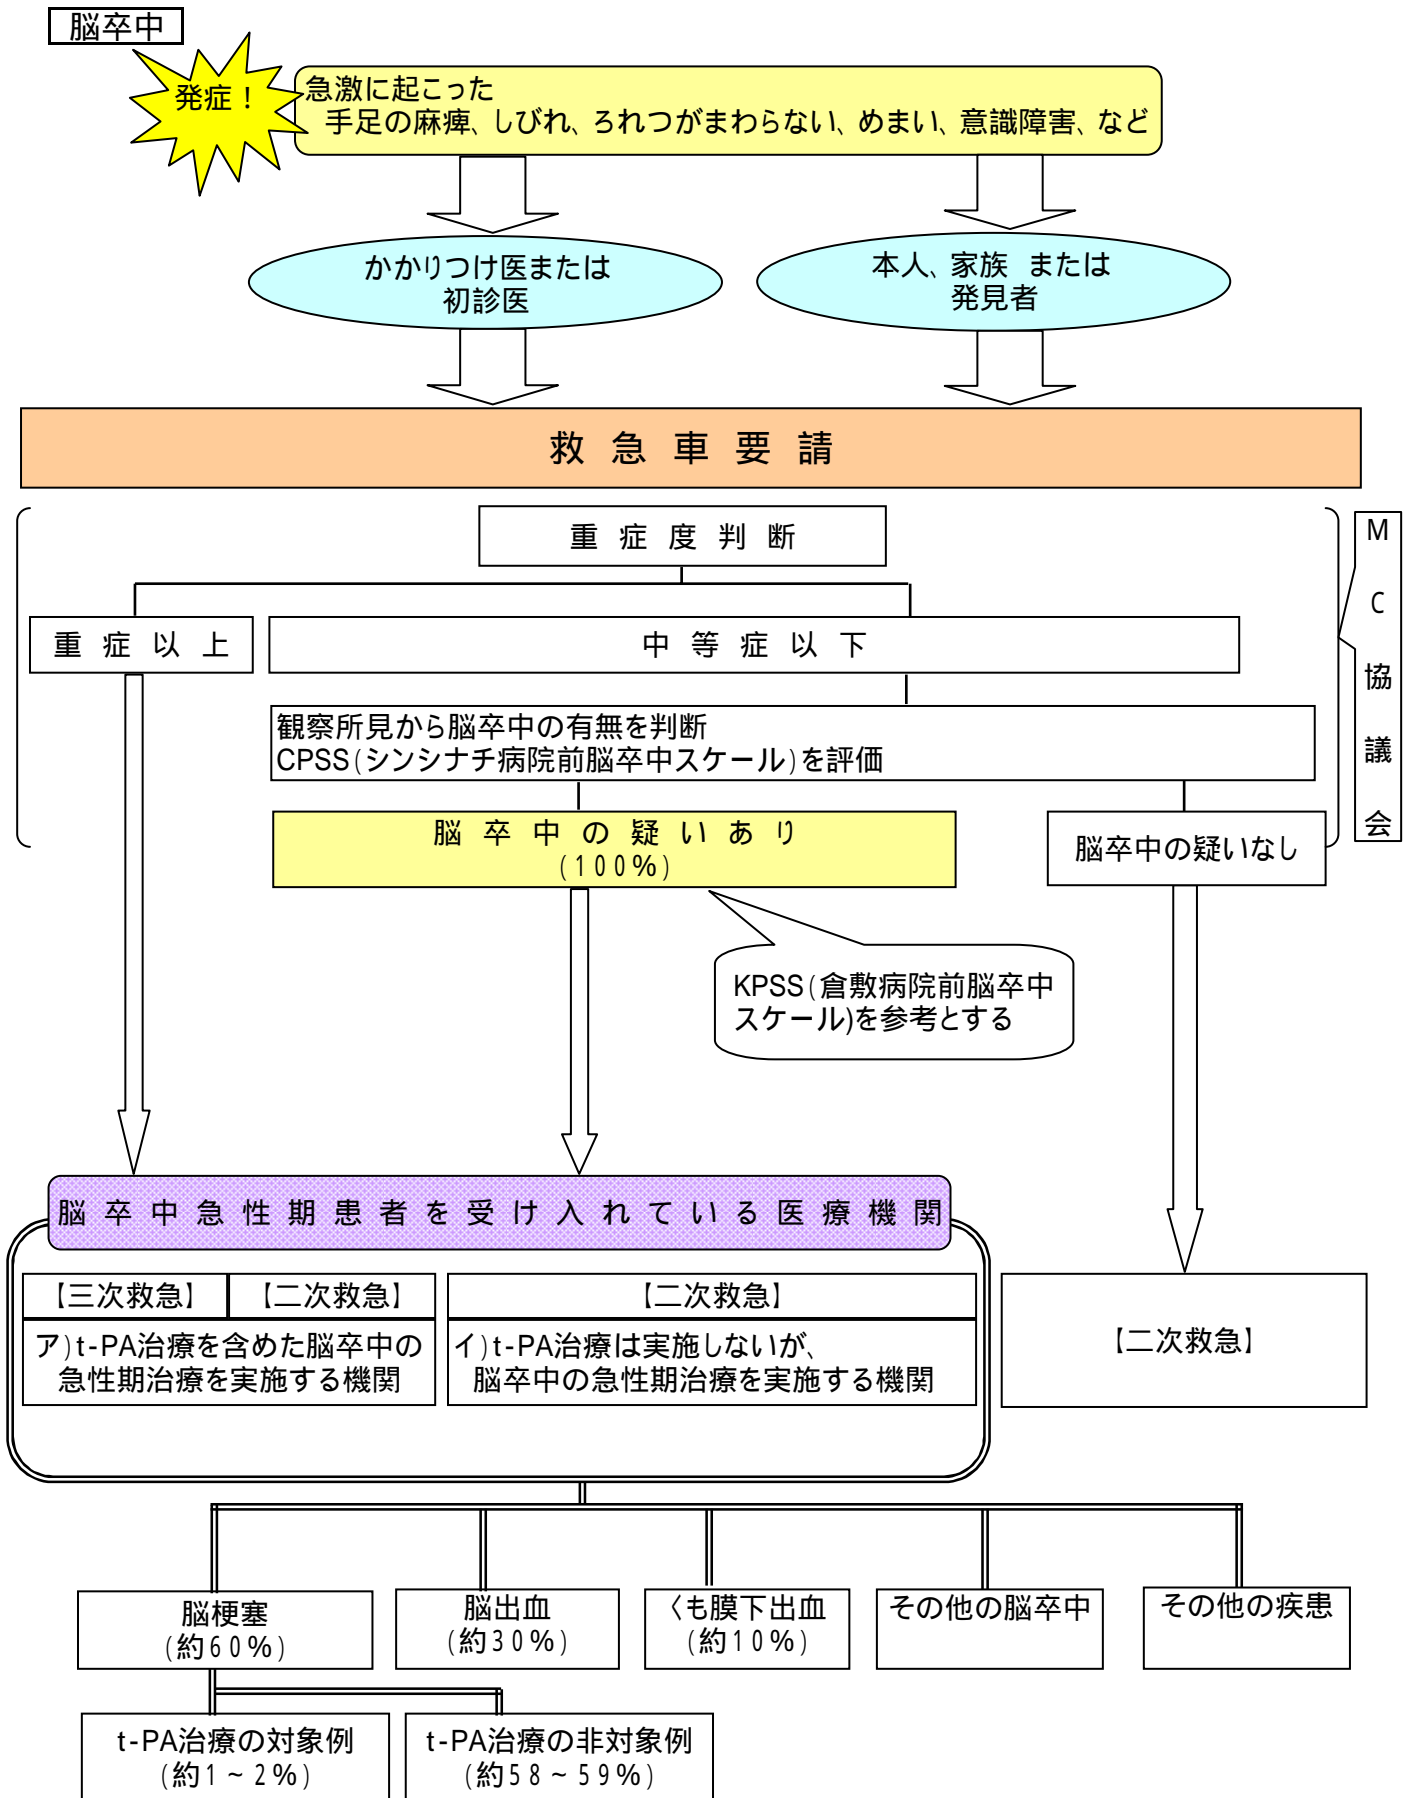 脳卒中
発症！
急激に起こった
手足の麻痺、しびれ、ろれつがまわらない、めまい、意識障害、など
かかりつけ医または
初診医
本人、家族　または
発見者
救急車要請
重症度判断
重症以上
中等症以下
観察所見から脳卒中の有無を判断
CPSS(シンシナチ病院前脳卒中スケール)を評価
脳卒中の疑いあり
(100%)
脳卒中の疑いなし
MC協議会
KPSS(倉敷病院前脳卒中
スケール)を参考とする
脳卒中急性期患者を受け入れている医療機関
【三次救急】
【二次救急】
ア)t-PA治療を含めた脳卒中の
急性期治療を実施する機関
【二次救急】
イ)t-PA治療は実施しないが、
脳卒中の急性期治療を実施する機関
【二次救急】
脳梗塞
(約60%)
脳出血
(約30%)
くも膜下出血
(約10%)
その他の脳卒中
その他の疾患
t-PA治療の対象例
(約1~2%)
t-PA治療の非対象例
(約58~59%)